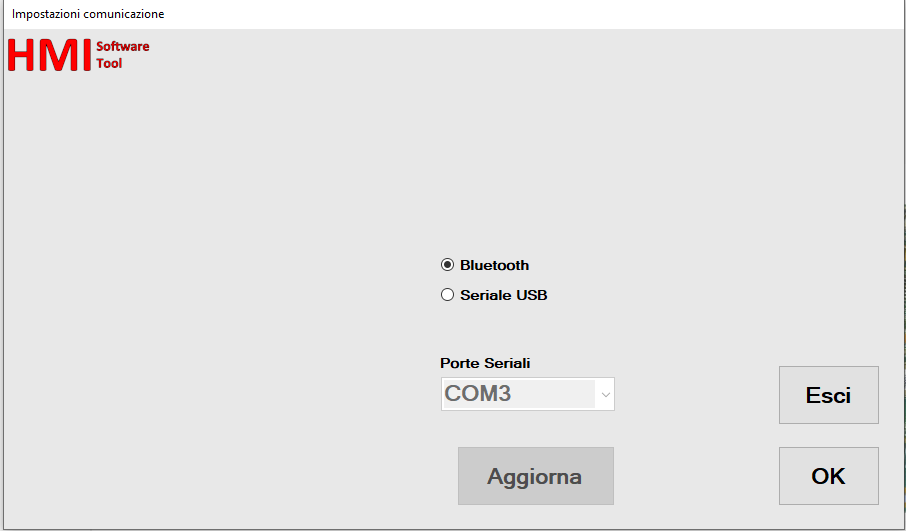 Impostazioni comunicazione
HMI Software
Tool
Bluetooth
Seriale USB
Porte Seriali
COM3
Esci
Aggiorna
OK